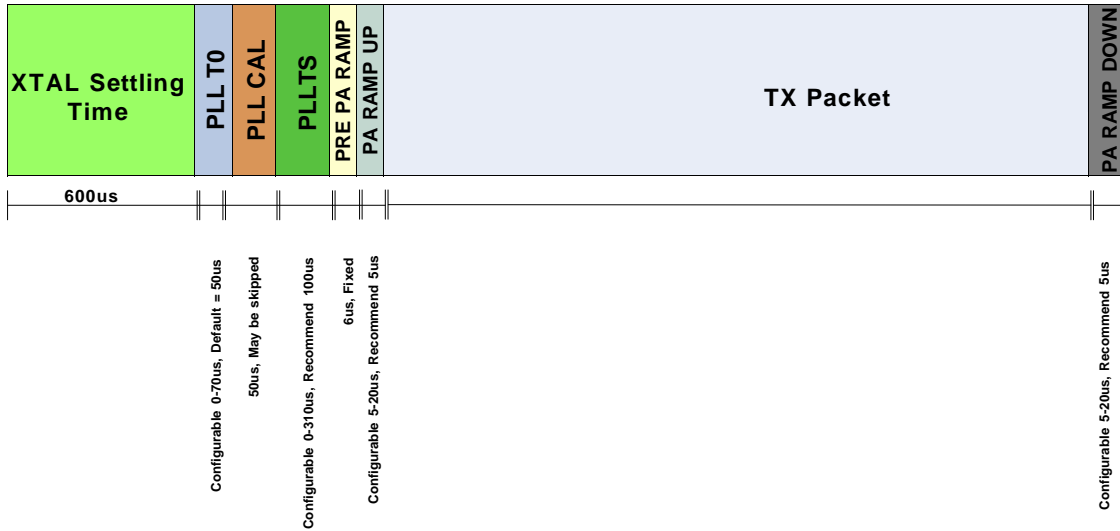 XTAL Settling
Time
PLL T0
PLL CAL
PLLTS
PRE PA RAMP
PA RAMP UP
TX Packet
PA RAMP DOWN
600us
Configurable 0-70us, Default = 50us
50us, May be skipped
Configurable 0-310us, Recommend 100us
6us, Fixed
Configurable 5-20us, Recommend 5us
Configurable 5-20us, Recommend 5us